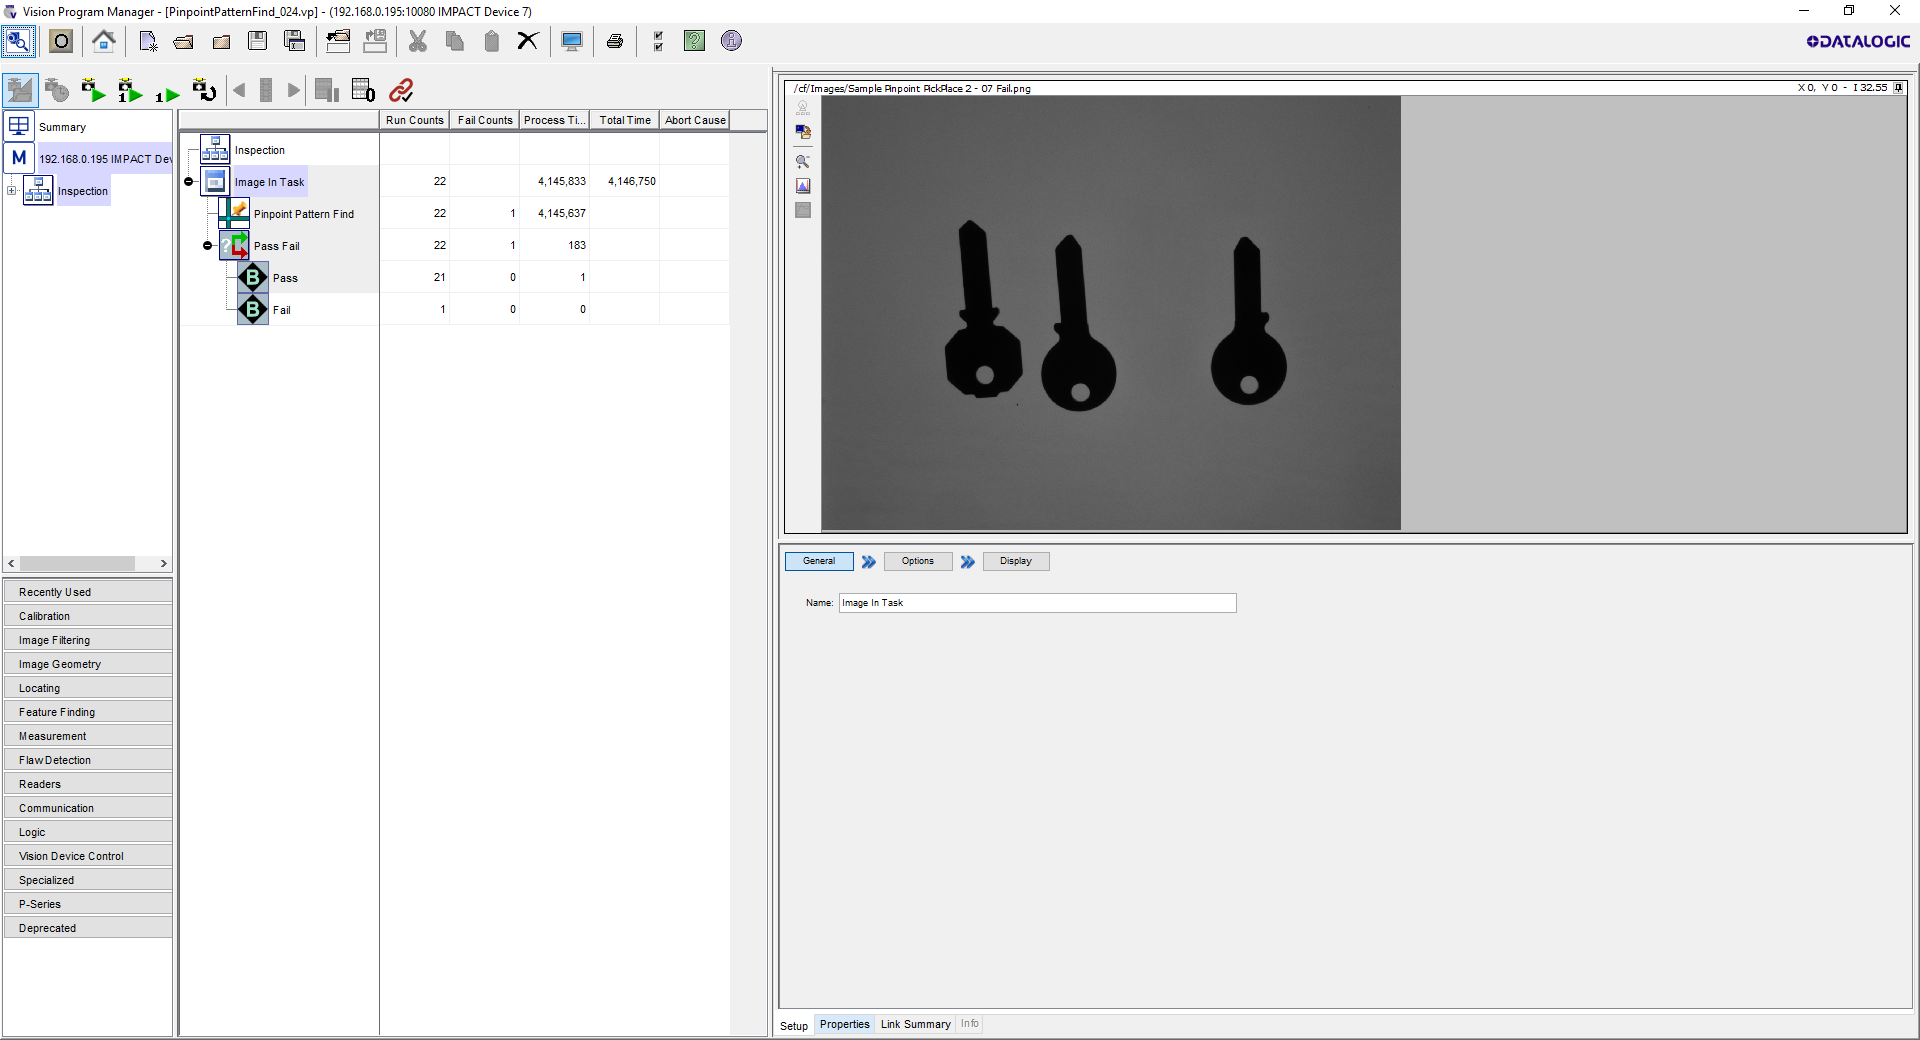 Vision Program Manager - [PinpointPatternFind_024.vp] - (192.168.0.195:10080 IMPACT Device 7)
DATALOGIC
Summary
M 192.168.0.195 IMPACT Dev
Inspection
Run Counts Fail Counts Process Ti... Total Time Abort Cause
Inspection
Image In Task 22 4,145,833 4,146,750
Pinpoint Pattern Find 22 1 4,145,637
Pass Fail 22 1 183
B Pass 21 0 1
B Fail 1 0 0
Recently Used
Calibration
Image Filtering
Image Geometry
Locating
Feature Finding
Measurement
Flaw Detection
Readers
Communication
Logic
Vision Device Control
Specialized
P-Series
Deprecated
/cf/Images/Sample Pinpoint PickPlace 2 - 07 Fail.png X 0, Y 0 - I 32.55
General Options Display
Name: Image In Task
Setup Properties Link Summary Info